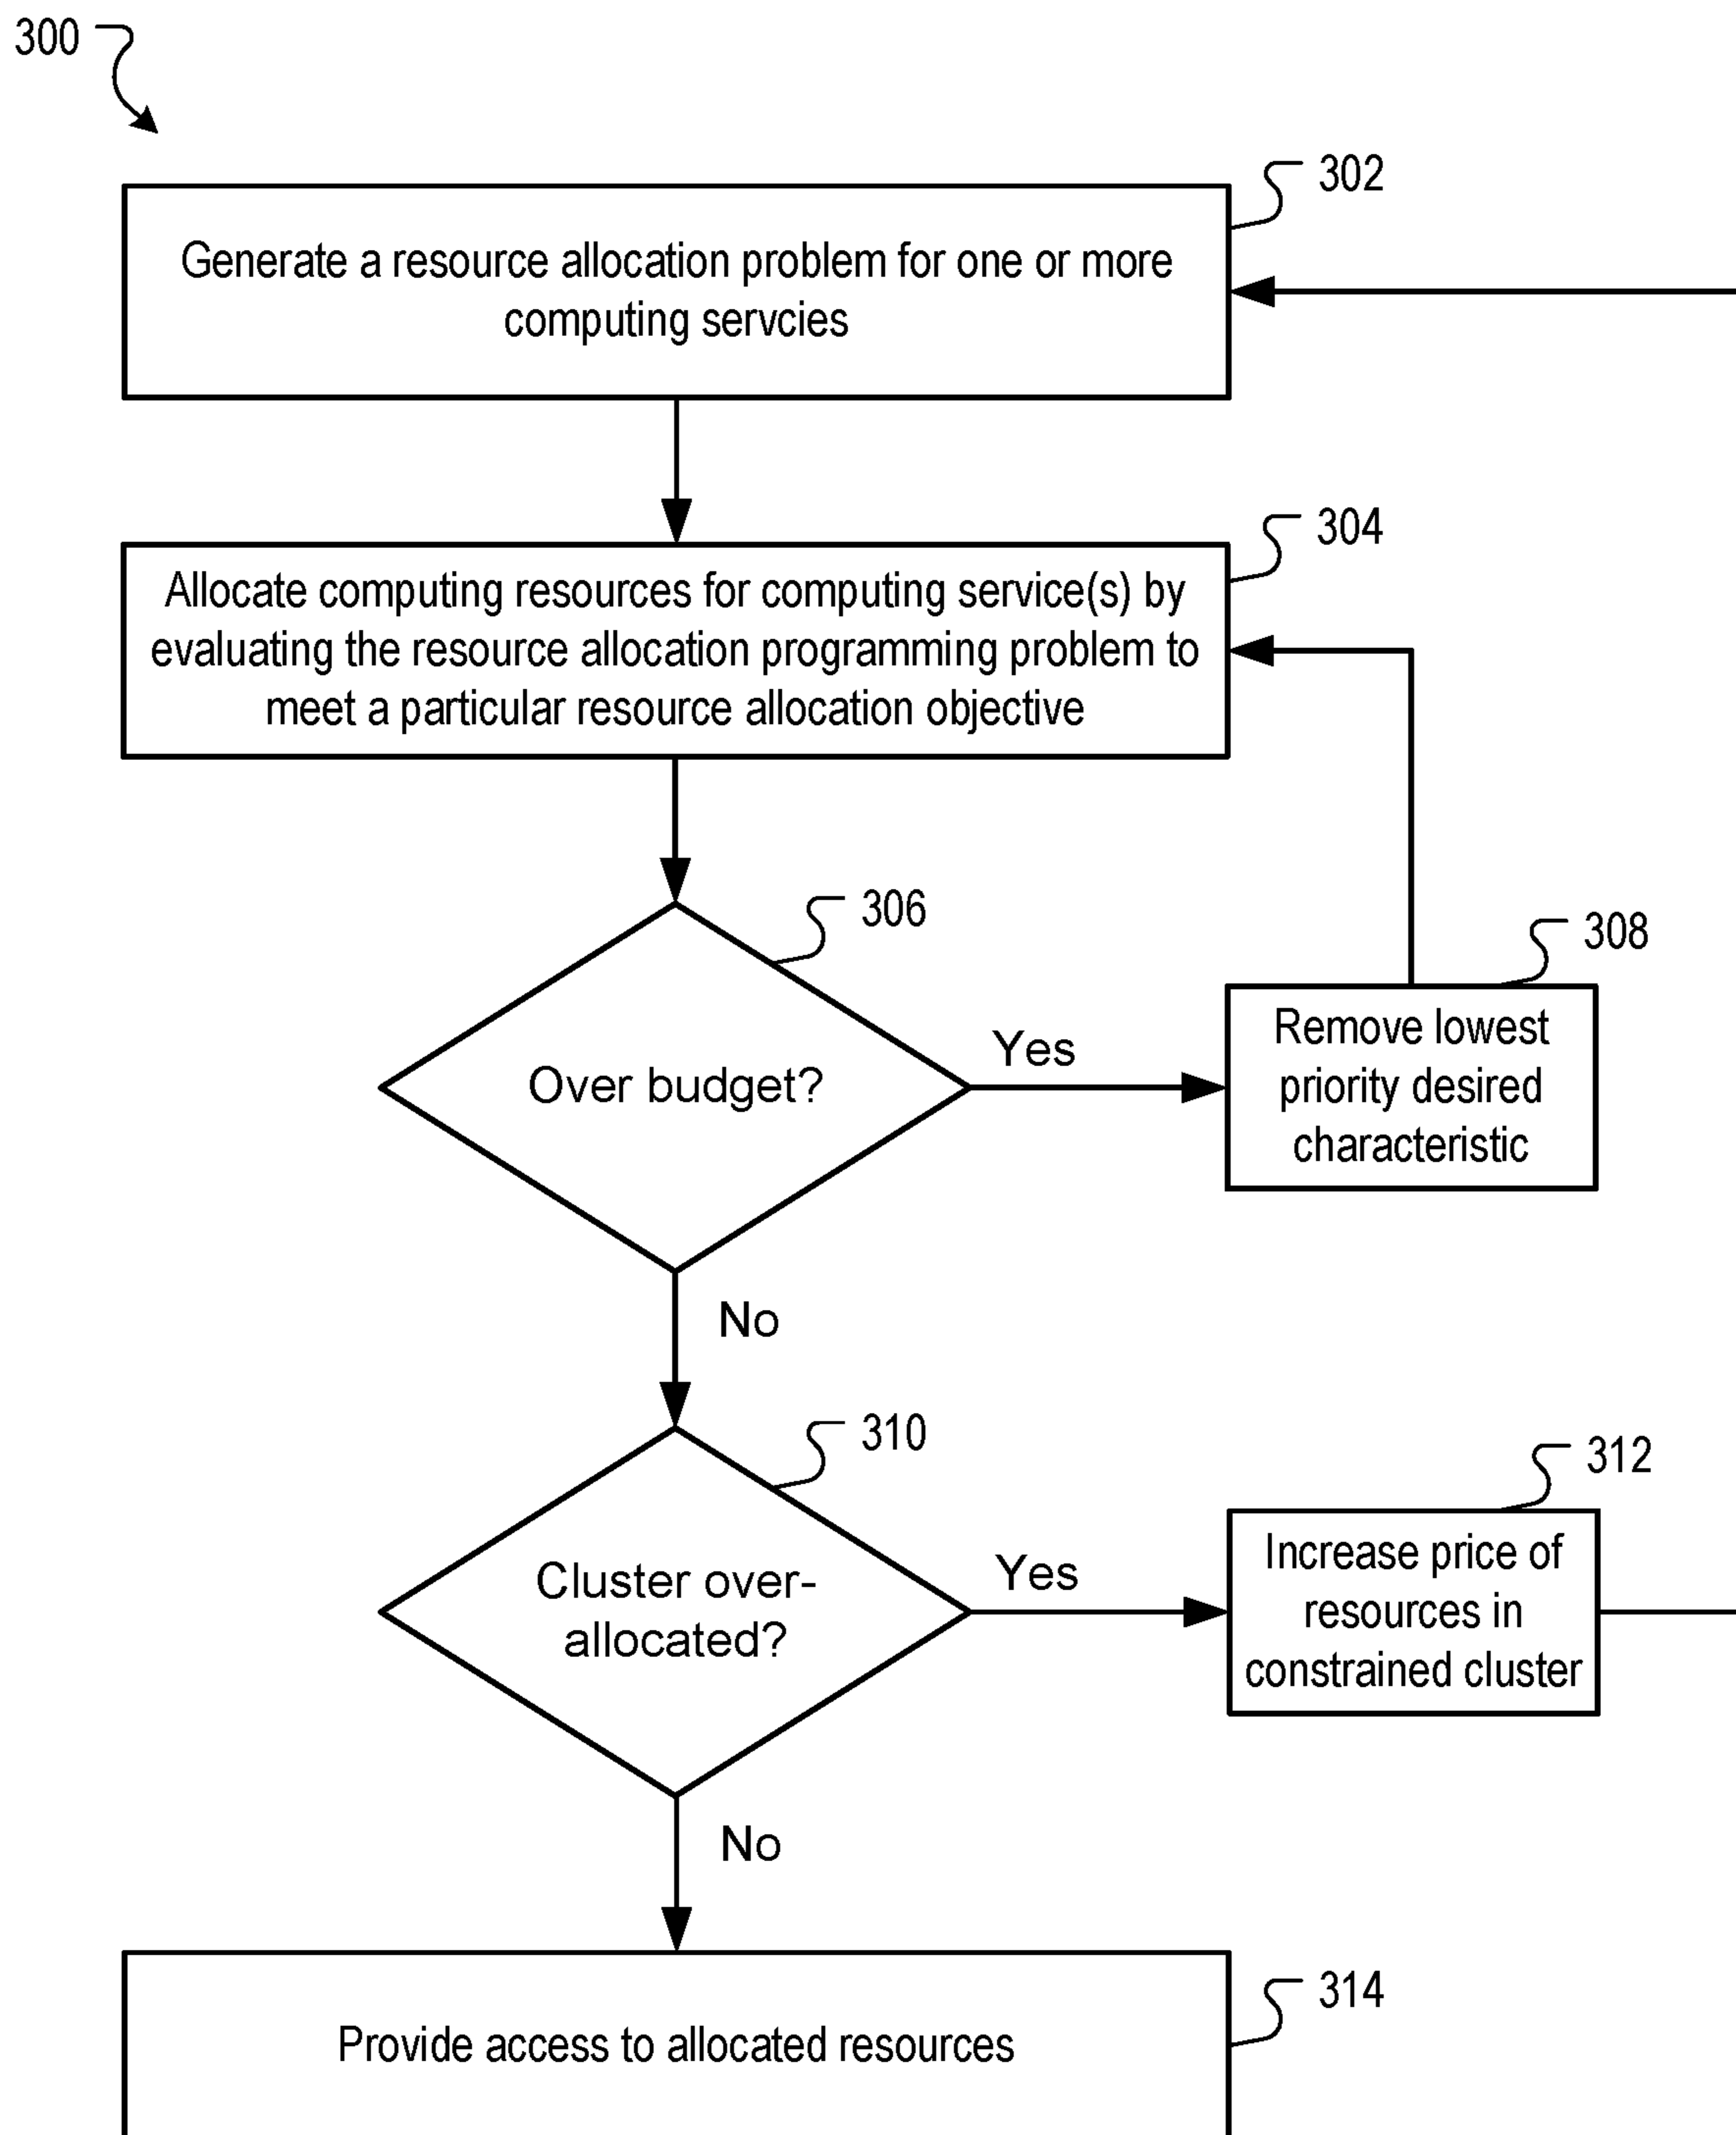 300
302
Generate a resource allocation problem for one or more
computing servcies
304
Allocate computing resources for computing service(s) by
evaluating the resource allocation programming problem to
meet a particular resource allocation objective
306
308
Over budget?
Yes
Remove lowest
priority desired
characteristic
No
310
312
Cluster over-
allocated?
Yes
Increase price of
resources in
constrained cluster
No
314
Provide access to allocated resources